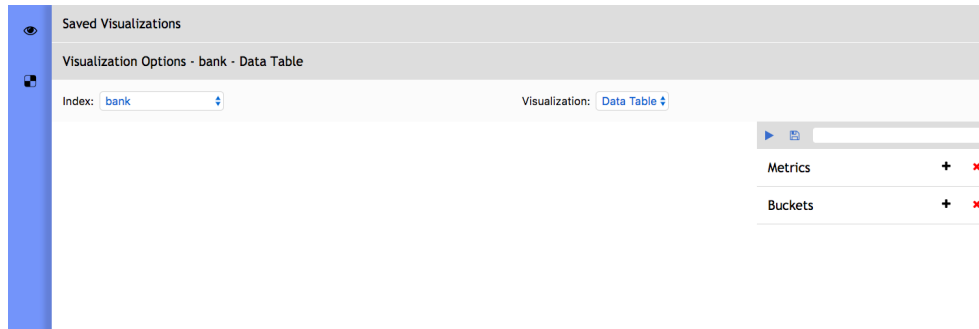 Saved Visualizations
Visualization Options - bank - Data Table
Index: bank Visualization: Data Table
Metrics
Buckets